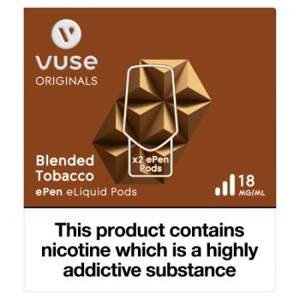 vuse
ORIGINALS
Blended
Tobacco
ePen eLiquid Pods
x2 ePen
Pods
18
MG/ML
This product contains
nicotine which is a highly
addictive substance